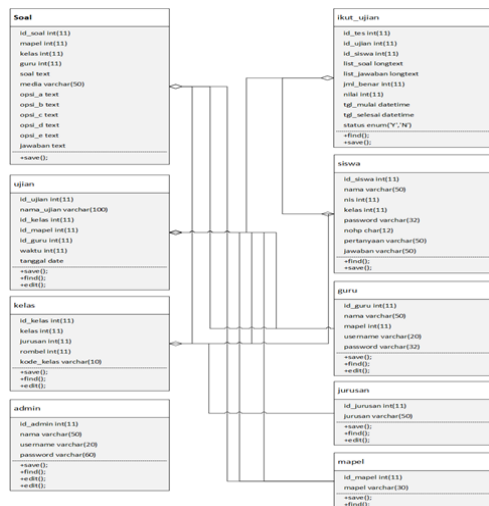 Soal
id_soal int(11)
mapel int(11)
kelas int(11)
guru int(11)
soal text
media varchar(50)
opsi_a text
opsi_b text
opsi_c text
opsi_d text
opsi_e text
jawaban text
+save();
ujian
id_ujian int(11)
nama_ujian varchar(100)
id_kelas int(11)
id_mapel int(11)
id_guru int(11)
waktu int(11)
tanggal date
+save();
+find();
+edit();
kelas
id_kelas int(11)
kelas int(11)
jurusan int(11)
rombel int(11)
kode_kelas varchar(10)
+save();
+find();
+edit();
admin
id_admin int(11)
nama varchar(50)
username varchar(20)
password varchar(60)
+save();
+find();
+edit();
+edit();
ikut_ujian
id_tes int(11)
id_ujian int(11)
id_siswa int(11)
list_soal longtext
list_jawaban longtext
jml_benar int(11)
nilai int(11)
tgl_mulai datetime
tgl_selesai datetime
status enum('Y','N')
+find();
+save();
siswa
id_siswa int(11)
nama varchar(50)
nis int(11)
kelas int(11)
password varchar(32)
nohp char(12)
pertanyaan varchar(50)
jawaban varchar(50)
+find();
+save();
guru
id_guru int(11)
nama varchar(50)
mapel int(11)
username varchar(20)
password varchar(32)
+save();
+find();
+edit();
jurusan
id_jurusan int(11)
jurusan varchar(50)
+save();
+find();
+edit();
mapel
id_mapel int(11)
mapel varchar(30)
+save();
+find();